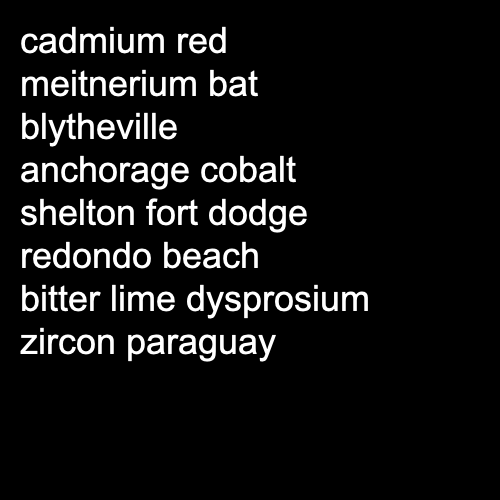 cadmium red
meitnerium bat
blytheville
anchorage cobalt
shelton fort dodge
redondo beach
bitter lime dysprosium
zircon paraguay